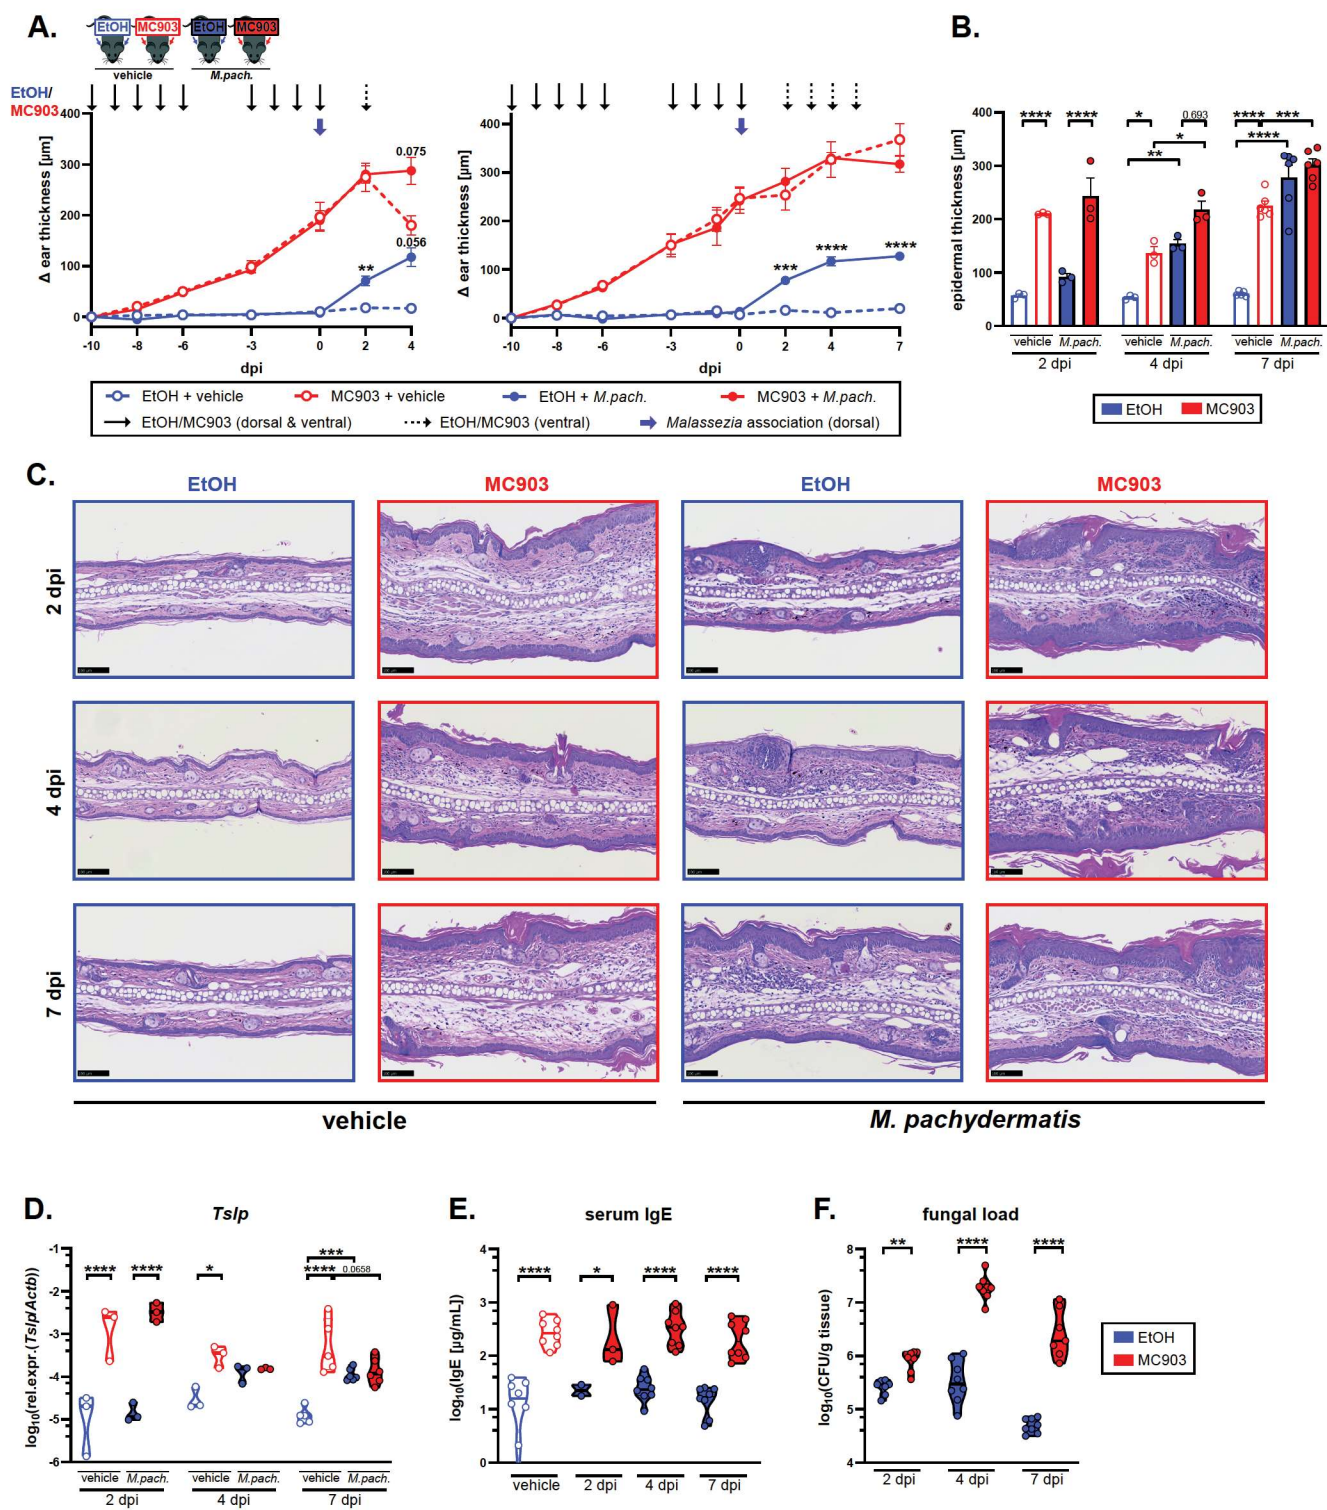 A.
EtOH MC903 EtOH MC903
vehicle M.pach.
EtOH/
MC903
Δ ear thickness [µm]
400
300
200
100
0
-10 -8 -6 -3 0 2 4
dpi
0.075
0.056
**
Δ ear thickness [µm]
400
300
200
100
0
-10 -8 -6 -3 0 2 4 7
dpi
*** **** ****
EtOH + vehicle MC903 + vehicle EtOH + M.pach. MC903 + M.pach.
EtOH/MC903 (dorsal & ventral) EtOH/MC903 (ventral) Malassezia association (dorsal)
B.
epidermal thickness [µm]
400
300
200
100
0
**** **** * 0.693 **** ***
* ****
**
vehicle M.pach. vehicle M.pach. vehicle M.pach.
2 dpi 4 dpi 7 dpi
EtOH MC903
C.
EtOH MC903 EtOH MC903
2 dpi
4 dpi
7 dpi
vehicle M. pachydermatis
D.
Tslp
log10(rel.expr.(Tslp/Actb))
-1
-2
-3
-4
-5
-6
***
**** **** * **** 0.0658
vehicle M.pach. vehicle M.pach. vehicle M.pach.
2 dpi 4 dpi 7 dpi
E.
serum IgE
log10(IgE [µg/mL])
4
3
2
1
0
**** * **** ****
vehicle 2 dpi 4 dpi 7 dpi
F.
fungal load
log10(CFU/g tissue)
8
7
6
5
4
** **** ****
2 dpi 4 dpi 7 dpi
EtOH
MC903